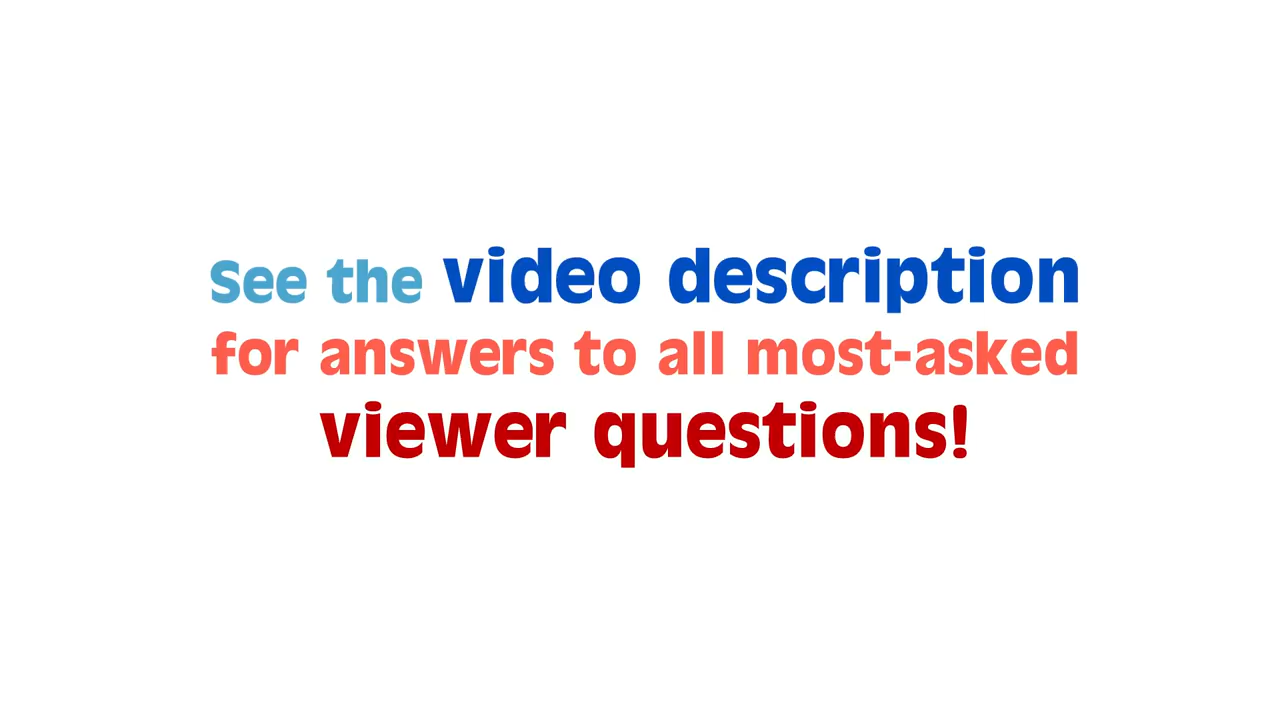 See the video description
for answers to all most-asked
viewer questions!